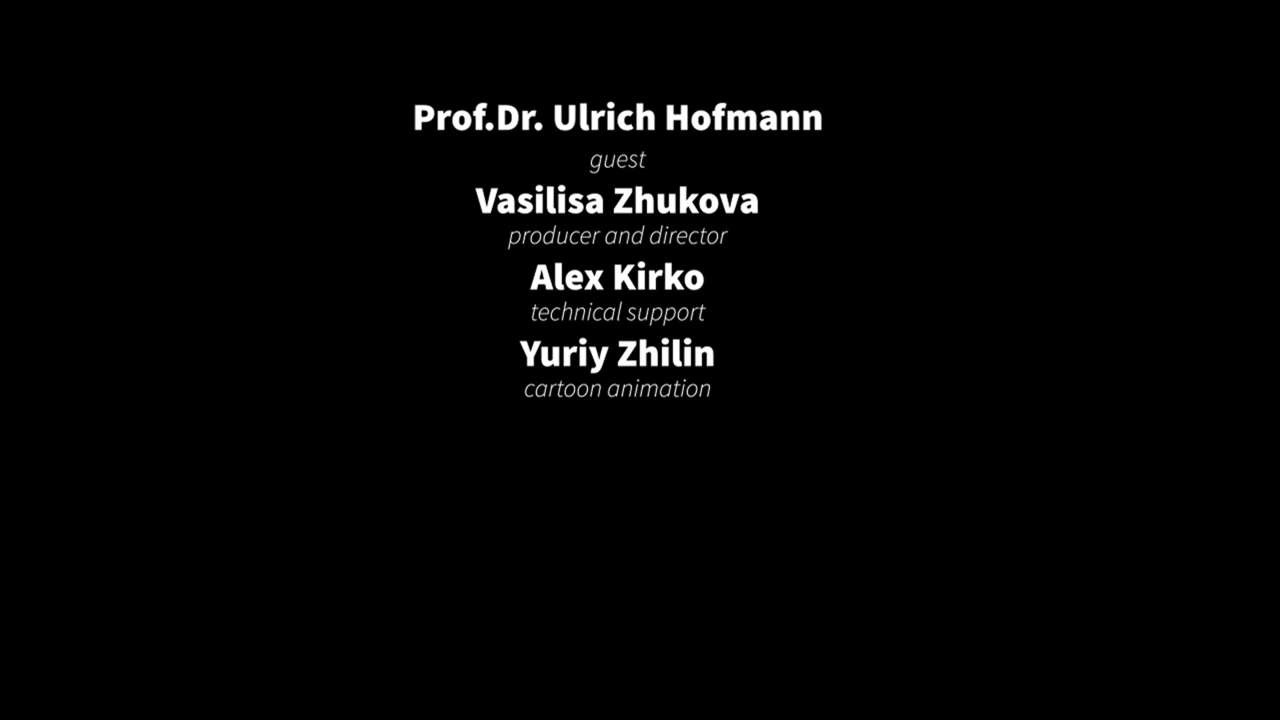 Prof.Dr. Ulrich Hofmann
guest
Vasilisa Zhukova
producer and director
Alex Kirko
technical support
Yuriy Zhilin
cartoon animation